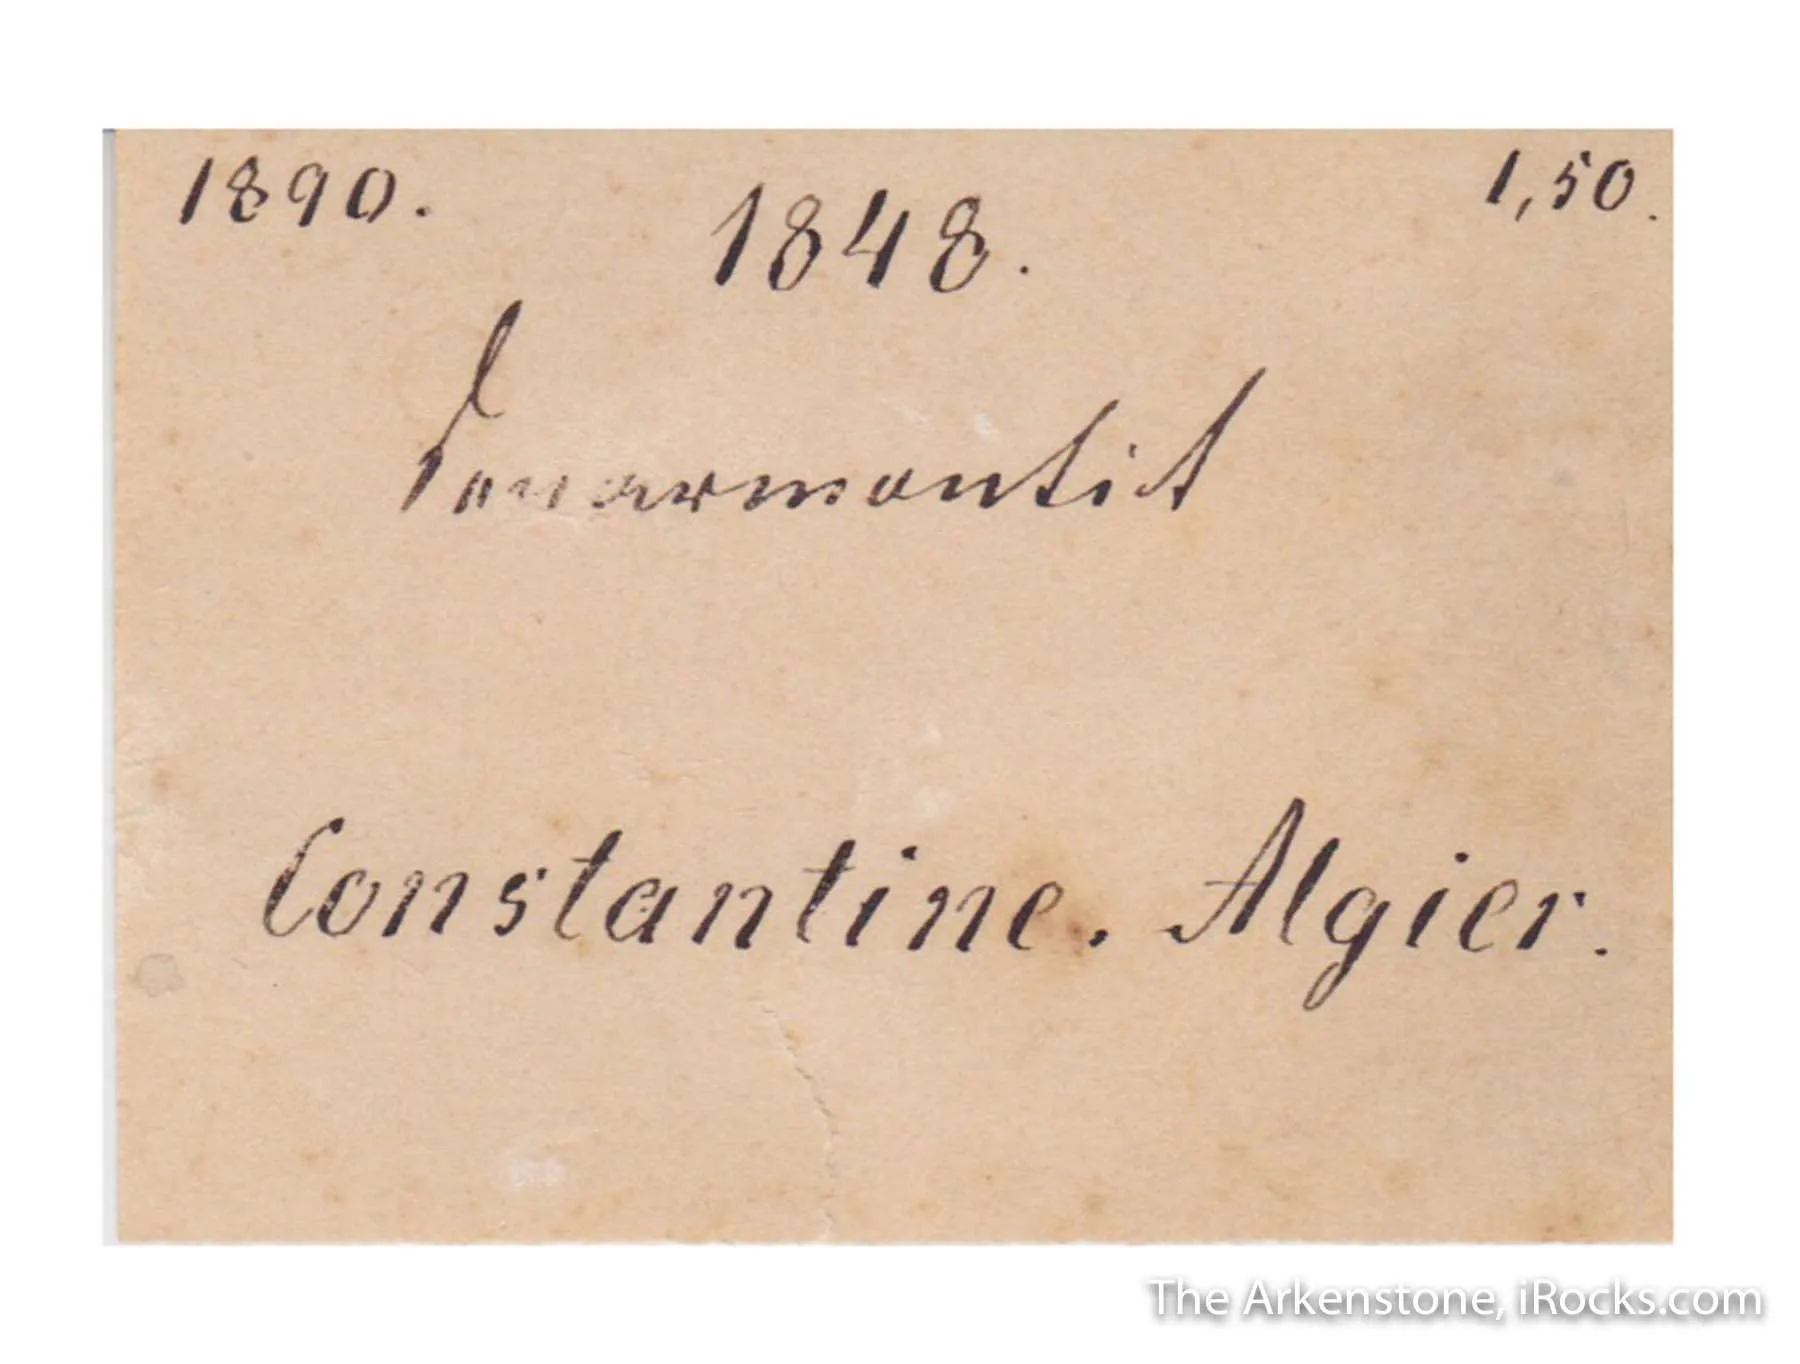 1890.
1848.
1,50.
Senarmontit
Constantine. Algier.
The Arkenstone, iRocks.com